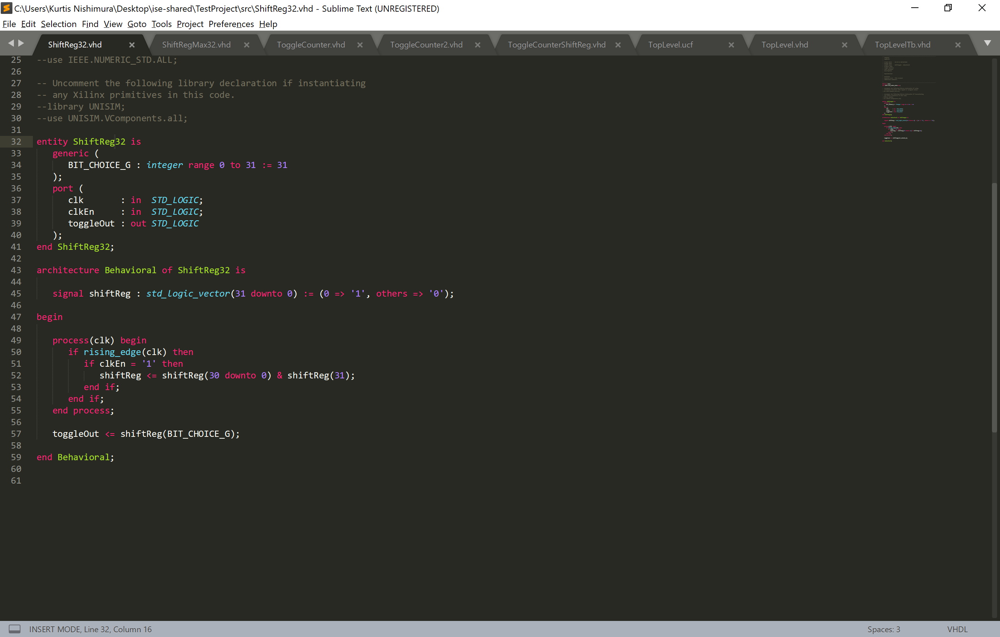 C:\Users\Kurtis Nishimura\Desktop\ise-shared\TestProject\src\ShiftReg32.vhd - Sublime Text (UNREGISTERED)
File Edit Selection Find View Goto Tools Project Preferences Help
ShiftReg32.vhd ShiftRegMax32.vhd ToggleCounter.vhd ToggleCounter2.vhd ToggleCounterShiftReg.vhd TopLevel.ucf TopLevel.vhd TopLevelTb.vhd
25 --use IEEE.NUMERIC_STD.ALL;
26
27 -- Uncomment the following library declaration if instantiating
28 -- any Xilinx primitives in this code.
29 --library UNISIM;
30 --use UNISIM.VComponents.all;
31
32 entity ShiftReg32 is
33    generic (
34       BIT_CHOICE_G : integer range 0 to 31 := 31
35    );
36    port (
37       clk       : in  STD_LOGIC;
38       clkEn     : in  STD_LOGIC;
39       toggleOut : out STD_LOGIC
40    );
41 end ShiftReg32;
42
43 architecture Behavioral of ShiftReg32 is
44
45    signal shiftReg : std_logic_vector(31 downto 0) := (0 => '1', others => '0');
46
47 begin
48
49    process(clk) begin
50       if rising_edge(clk) then
51          if clkEn = '1' then
52             shiftReg <= shiftReg(30 downto 0) & shiftReg(31);
53          end if;
54       end if;
55    end process;
56
57    toggleOut <= shiftReg(BIT_CHOICE_G);
58
59 end Behavioral;
60
61
INSERT MODE, Line 32, Column 16 Spaces: 3 VHDL